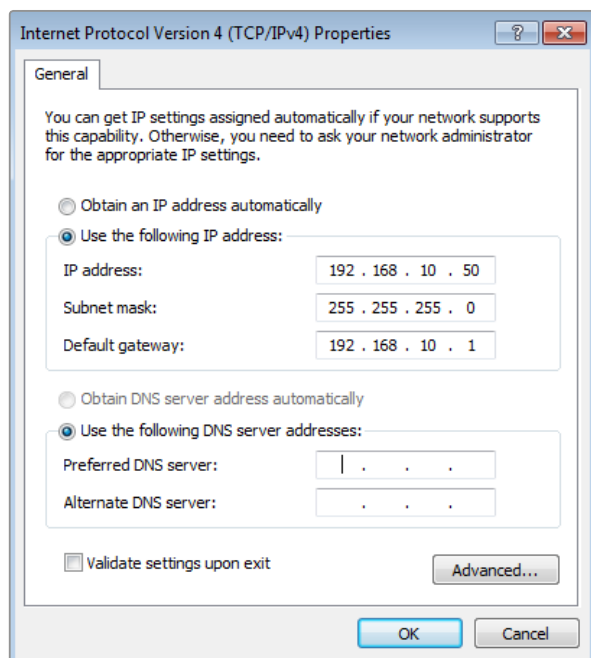 Internet Protocol Version 4 (TCP/IPv4) Properties
General
You can get IP settings assigned automatically if your network supports
this capability. Otherwise, you need to ask your network administrator
for the appropriate IP settings.
Obtain an IP address automatically
Use the following IP address:
IP address: 192 . 168 . 10 . 50
Subnet mask: 255 . 255 . 255 . 0
Default gateway: 192 . 168 . 10 . 1
Obtain DNS server address automatically
Use the following DNS server addresses:
Preferred DNS server: . . .
Alternate DNS server: . . .
Validate settings upon exit
Advanced...
OK Cancel